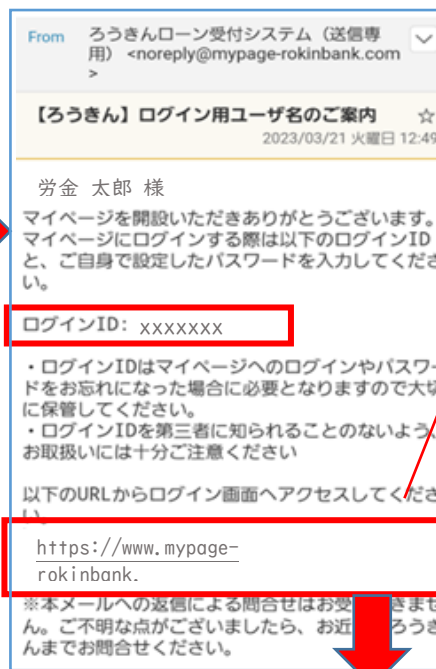 From ろうきんローン受付システム（送信専
用） <noreply@mypage-rokinbank.com
>
【ろうきん】ログイン用ユーザ名のご案内 ☆
2023/03/21 火曜日 12:49
労金 太郎 様
マイページを開設いただきありがとうございます。
マイページにログインする際は以下のログインID
と、ご自身で設定したパスワードを入力してくださ
い。
ログインID: xxxxxxx
・ログインIDはマイページへのログインやパスワー
ドをお忘れになった場合に必要となりますので大切
に保管してください。
・ログインIDを第三者に知られることのないよう、
お取扱いには十分ご注意ください
以下のURLからログイン画面へアクセスしてくださ
い。
https://www.mypage-
rokinbank.
※本メールへの返信による問合せはお受 きませ
ん。ご不明な点がございましたら、お近 ろうき
んまでお問合せください。